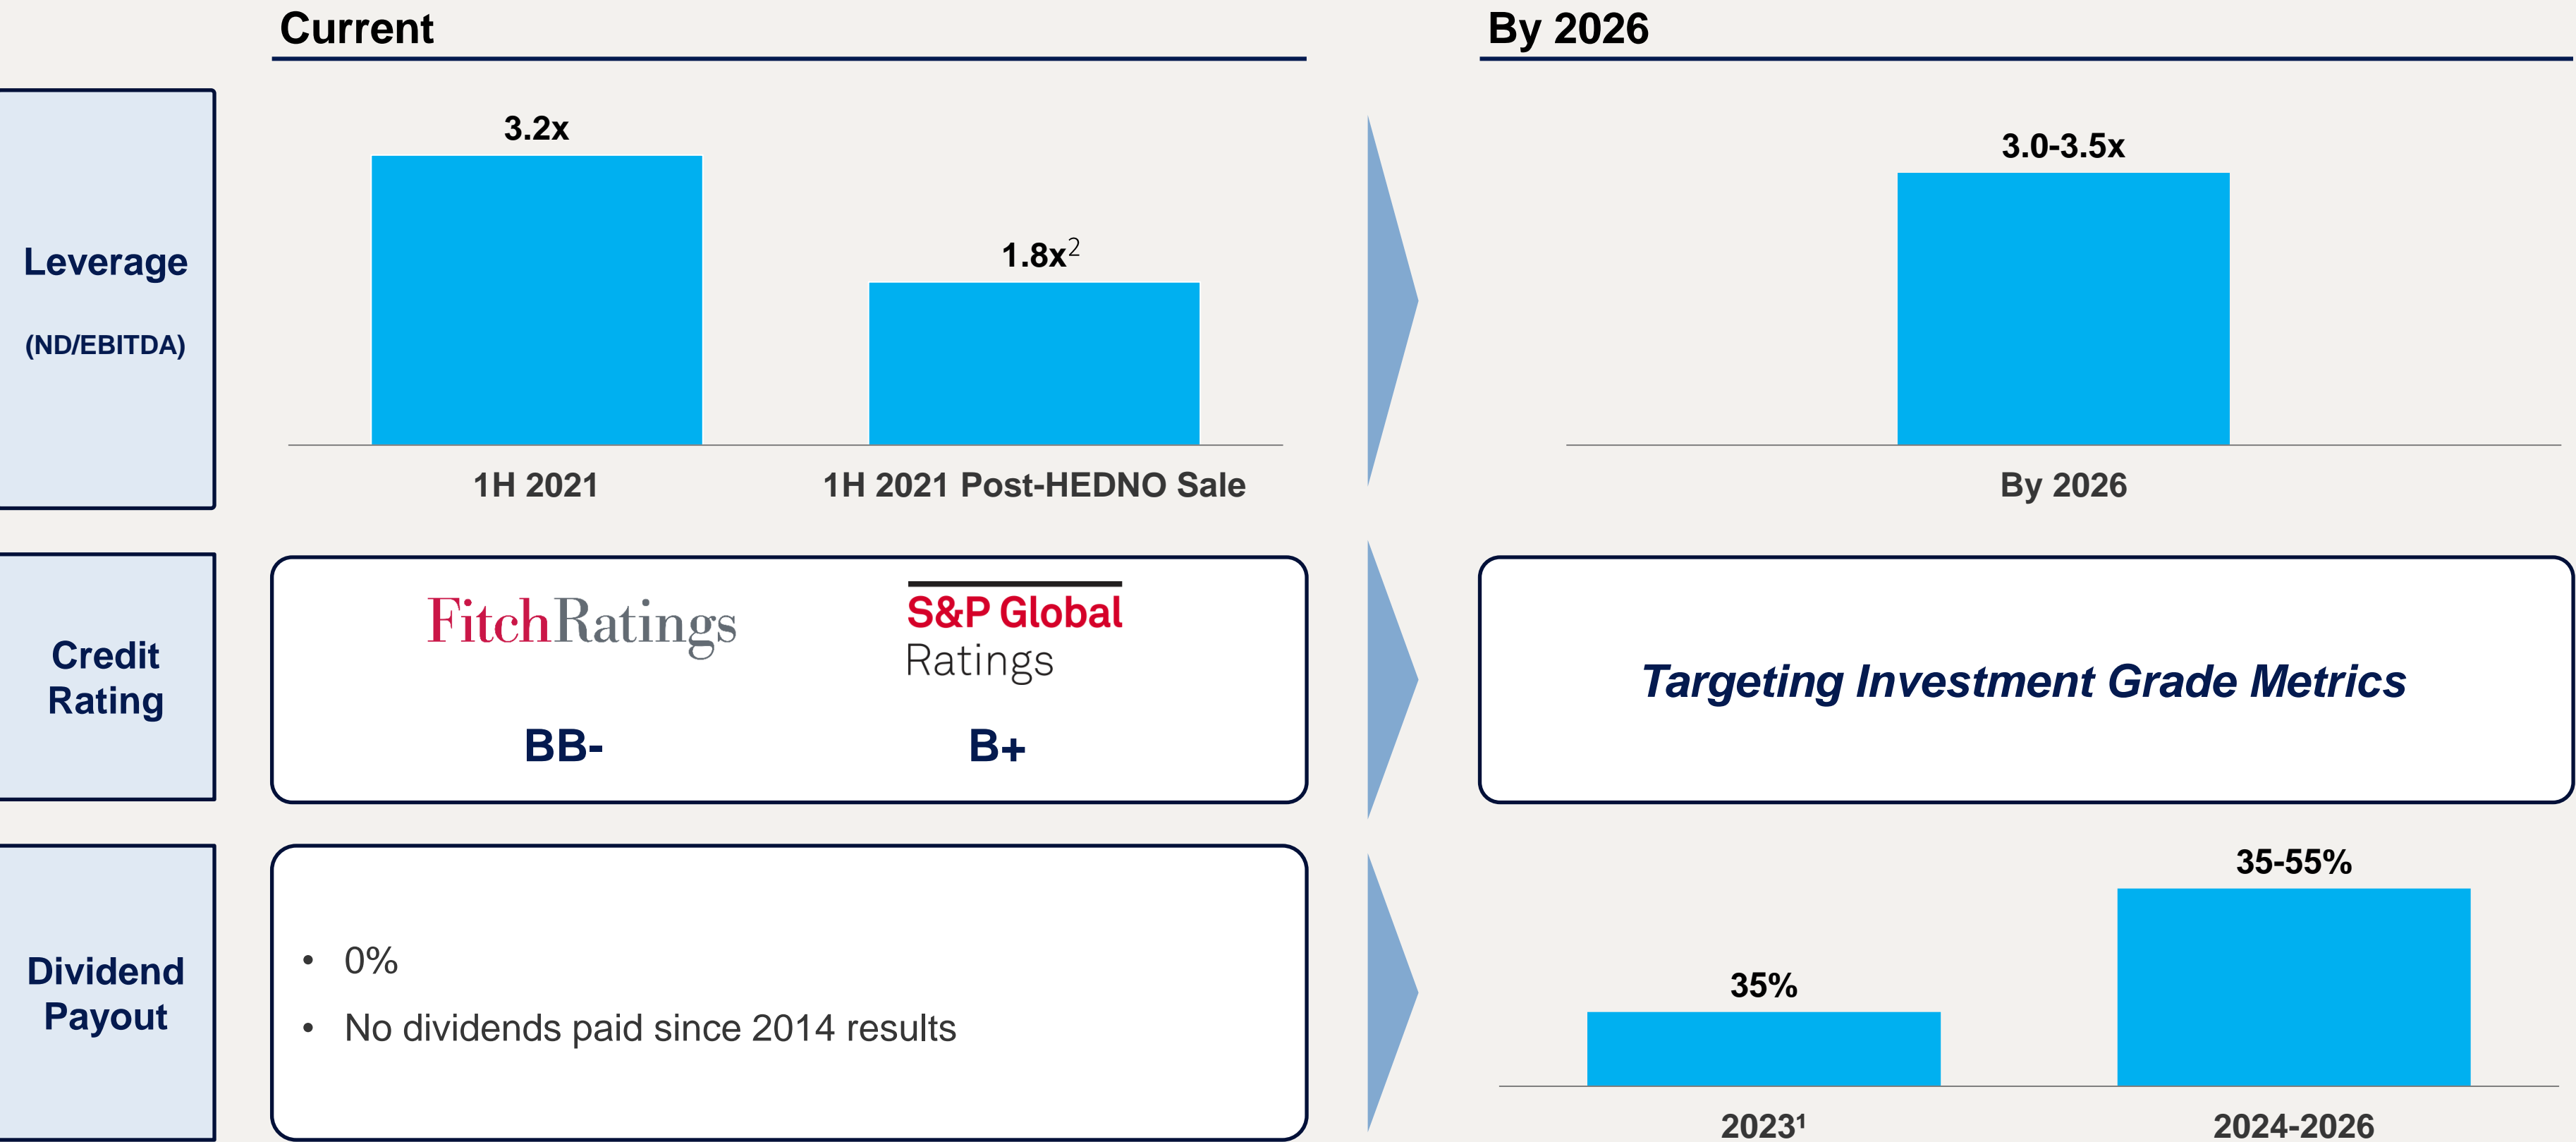 Current
By 2026
Leverage
(ND/EBITDA)
3.2x
1.8x²
1H 2021
1H 2021 Post-HEDNO Sale
3.0-3.5x
By 2026
Credit
Rating
FitchRatings
BB-
S&P Global
Ratings
B+
Targeting Investment Grade Metrics
Dividend
Payout
• 0%
• No dividends paid since 2014 results
35%
35-55%
2023¹
2024-2026